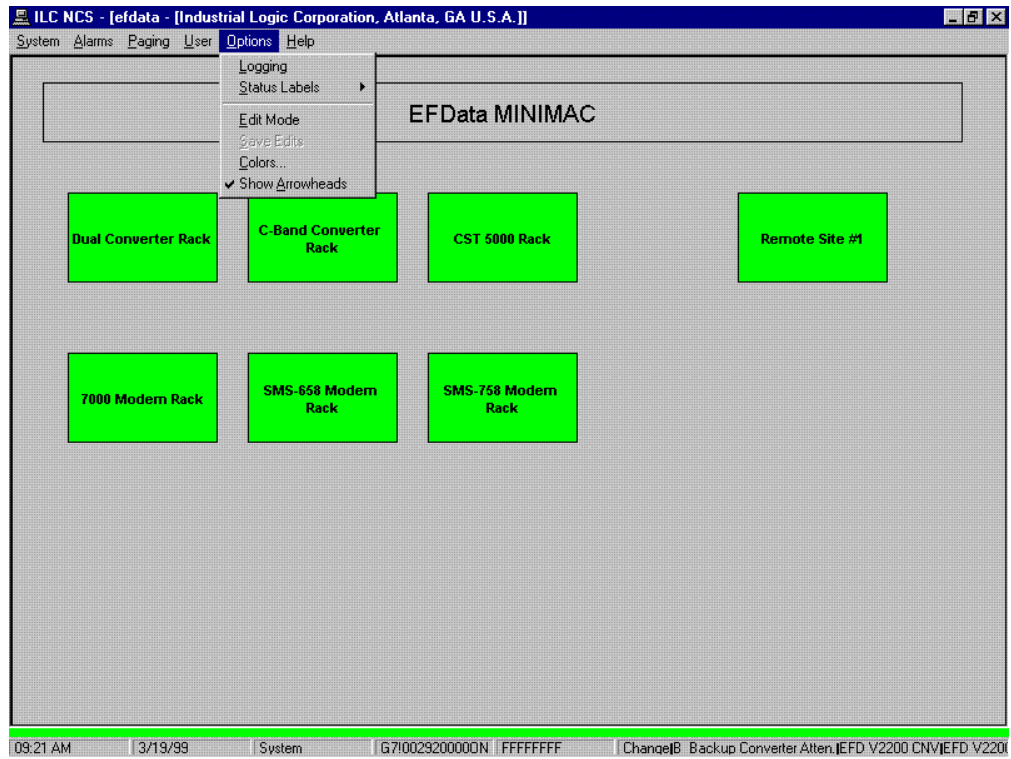 ILC NCS - [efdata - [Industrial Logic Corporation, Atlanta, GA U.S.A.]]
System Alarms Paging User Options Help
Logging
Status Labels
Edit Mode
Save Edits
Colors...
Show Arrowheads
EFData MINIMAC
Dual Converter Rack
C-Band Converter
Rack
CST 5000 Rack
Remote Site #1
7000 Modem Rack
SMS-658 Modem
Rack
SMS-758 Modem
Rack
09:21 AM 3/19/99 System G7!0029200000N FFFFFFFF Change|B Backup Converter Atten.|EFD V2200 CNV|EFD V220